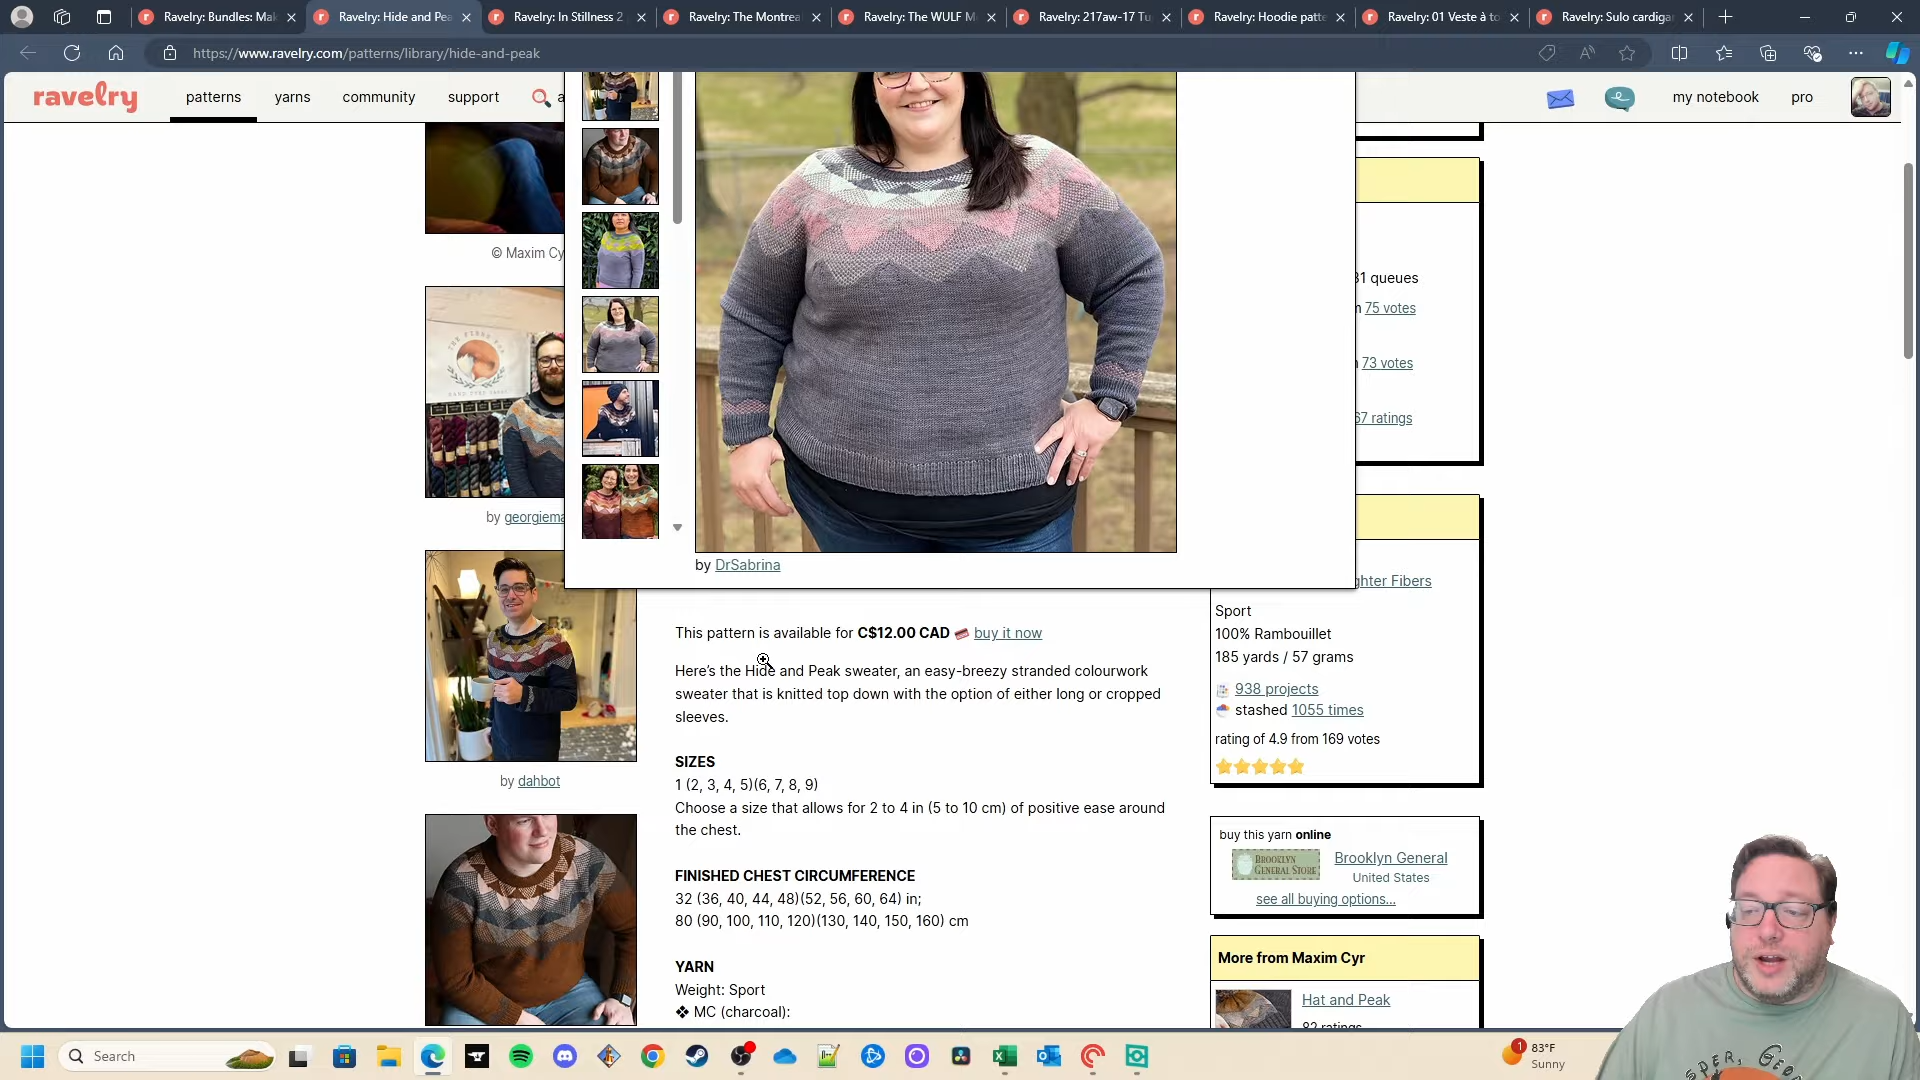 Ravelry: Bundles: Mak
Ravelry: Hide and Pea
Ravelry: In Stillness 2
Ravelry: The Montrea
Ravelry: The WULF M
Ravelry: 217aw-17 Tu
Ravelry: Hoodie patte
Ravelry: 01 Veste à to
Ravelry: Sulo cardiga
https://www.ravelry.com/patterns/library/hide-and-peak
ravelry
patterns
yarns
community
support
a
my notebook
pro
© Maxim Cy
by georgiema
by dahbot
by DrSabrina
This pattern is available for C$12.00 CAD buy it now
Here's the Hide and Peak sweater, an easy-breezy stranded colourwork
sweater that is knitted top down with the option of either long or cropped
sleeves.
SIZES
1 (2, 3, 4, 5)(6, 7, 8, 9)
Choose a size that allows for 2 to 4 in (5 to 10 cm) of positive ease around
the chest.
FINISHED CHEST CIRCUMFERENCE
32 (36, 40, 44, 48)(52, 56, 60, 64) in;
80 (90, 100, 110, 120)(130, 140, 150, 160) cm
YARN
Weight: Sport
❖ MC (charcoal):
31 queues
75 votes
73 votes
67 ratings
ghter Fibers
Sport
100% Rambouillet
185 yards / 57 grams
938 projects
stashed 1055 times
rating of 4.9 from 169 votes
buy this yarn online
BROOKLYN
GENERAL STORE
Brooklyn General
United States
see all buying options...
More from Maxim Cyr
Hat and Peak
82 ratings
Search
1
83°F
Sunny